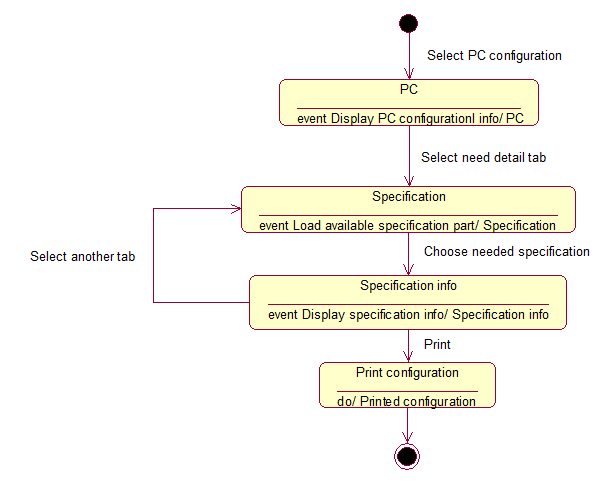 Select PC configuration
PC
event Display PC configurationl info/ PC
Select need detail tab
Specification
event Load available specification part/ Specification
Choose needed specification
Select another tab
Specification info
event Display specification info/ Specification info
Print
Print configuration
do/ Printed configuration